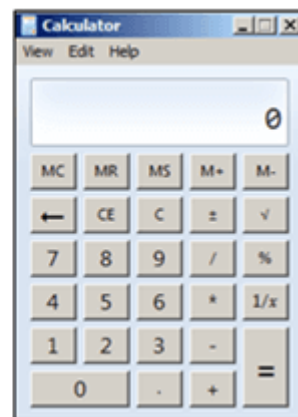 Calculator
View Edit Help
0
MC MR MS M+ M-
← CE C ± √
7 8 9 / %
4 5 6 * 1/x
1 2 3 - =
0 . +